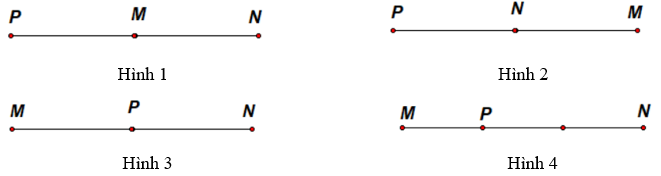 P M N
P N M
Hình 1
Hình 2
M P N
M P N
Hình 3
Hình 4